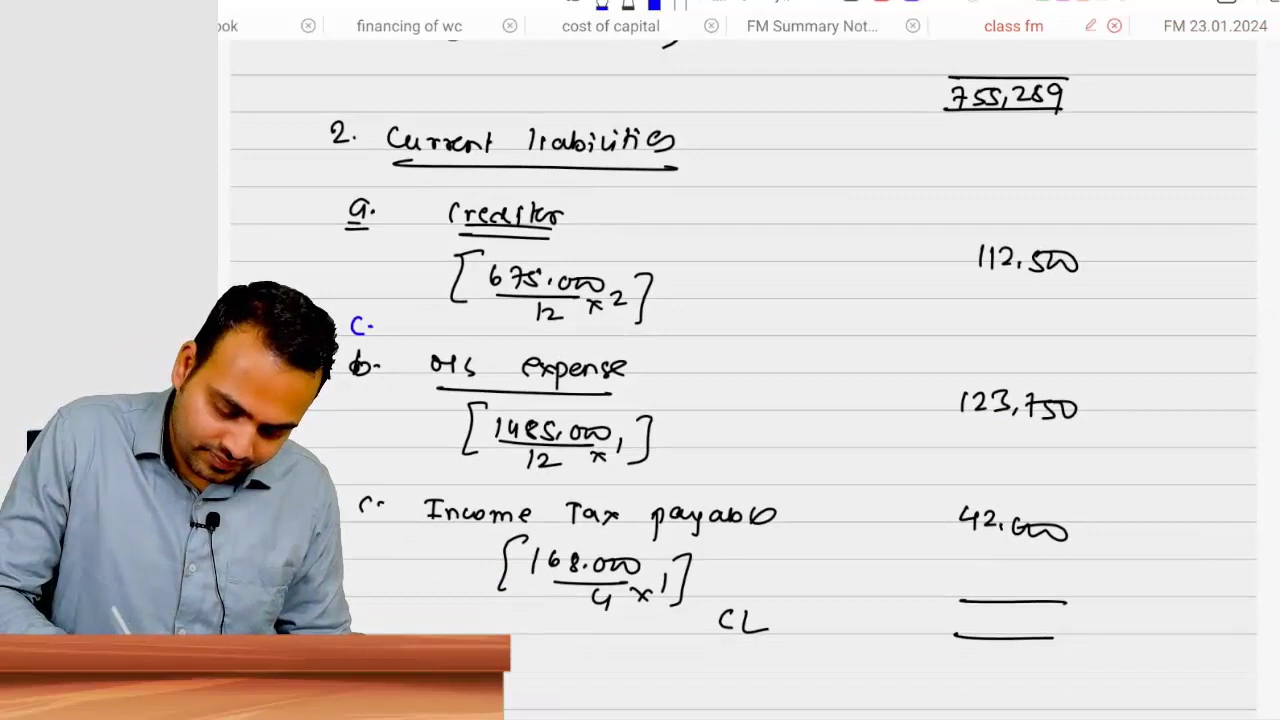 ook financing of wc cost of capital FM Summary Not... class fm FM 23.01.2024
755,259
2. Current liabilities
a. Creditor
[675.000/12 x 2] 112.500
c.
b. O/s expense
[1485,000/12 x 1] 123,750
c. Income Tax payable 42.000
[168.000/4 x 1]
CL